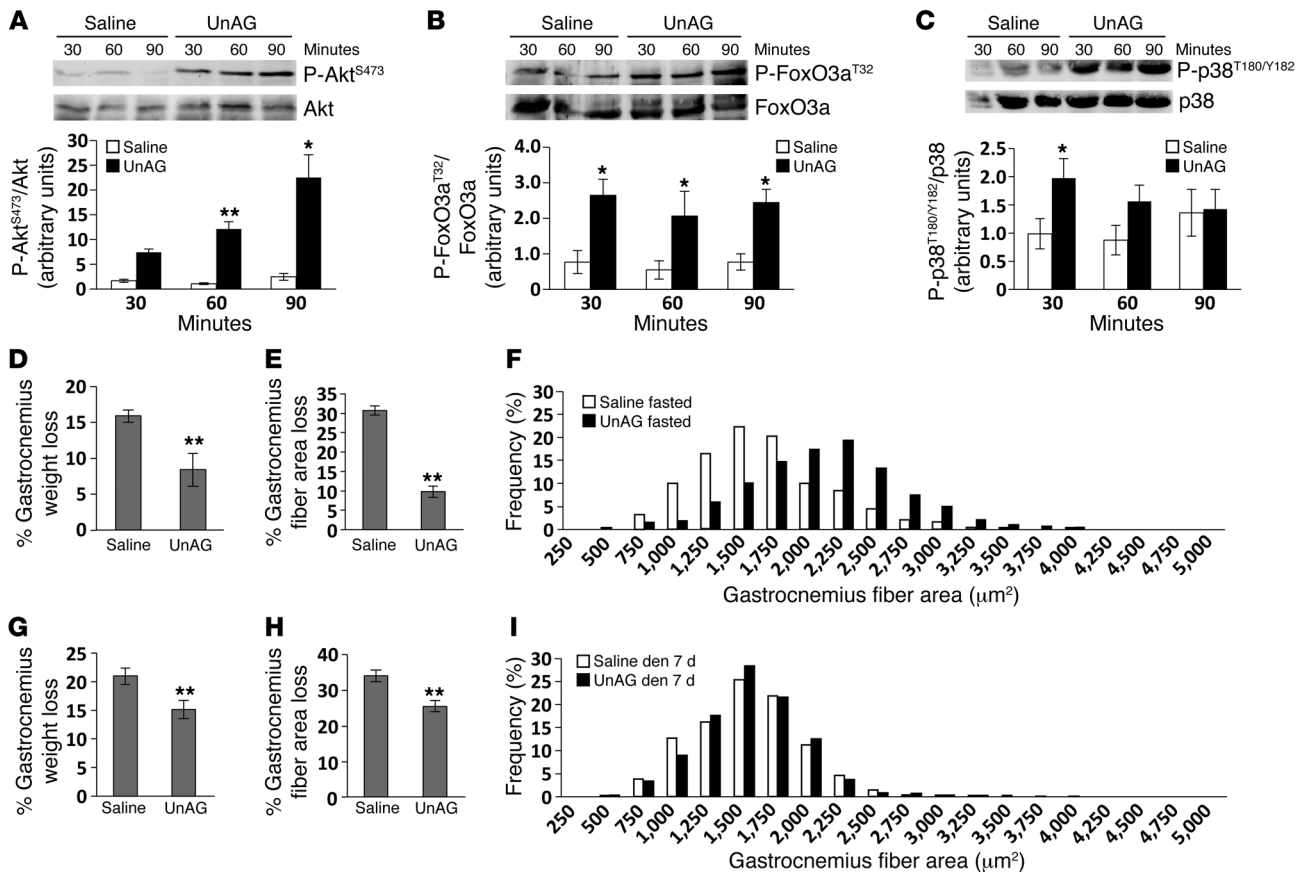 A
Saline UnAG
30 60 90 30 60 90 Minutes
P-Akt^S473
Akt
30
25
20
15
10
5
0
P-Akt^S473/Akt
(arbitrary units)
Saline
UnAG
**
*
30 60 90
Minutes
B
Saline UnAG
30 60 90 30 60 90 Minutes
P-FoxO3a^T32
FoxO3a
4.0
3.0
2.0
1.0
0
P-FoxO3a^T32/
FoxO3a
(arbitrary units)
Saline
UnAG
* * *
30 60 90
Minutes
C
Saline UnAG
30 60 90 30 60 90 Minutes
P-p38^T180/Y182
p38
2.5
2.0
1.5
1.0
0.5
0
P-p38^T180/Y182/p38
(arbitrary units)
Saline
UnAG
*
30 60 90
Minutes
D
20
15
10
5
0
% Gastrocnemius
weight loss
**
Saline UnAG
E
35
30
25
20
15
10
5
0
% Gastrocnemius
fiber area loss
**
Saline UnAG
F
30
25
20
15
10
5
0
Frequency (%)
Saline fasted
UnAG fasted
250 500 750 1,000 1,250 1,500 1,750 2,000 2,250 2,500 2,750 3,000 3,250 3,500 3,750 4,000 4,250 4,500 4,750 5,000
Gastrocnemius fiber area (μm²)
G
25
20
15
10
5
0
% Gastrocnemius
weight loss
**
Saline UnAG
H
40
30
20
10
0
% Gastrocnemius
fiber area loss
**
Saline UnAG
I
30
25
20
15
10
5
0
Frequency (%)
Saline den 7 d
UnAG den 7 d
250 500 750 1,000 1,250 1,500 1,750 2,000 2,250 2,500 2,750 3,000 3,250 3,500 3,750 4,000 4,250 4,500 4,750 5,000
Gastrocnemius fiber area (μm²)